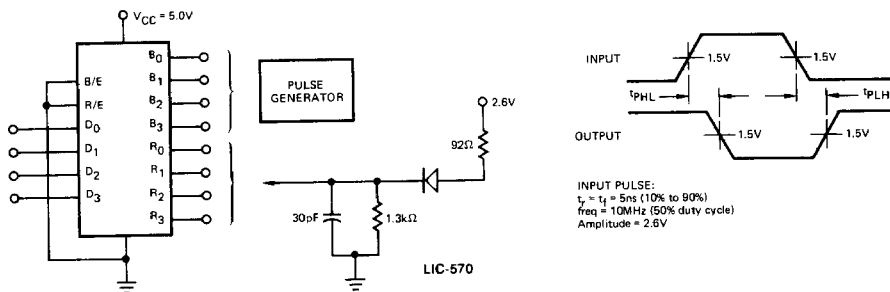 VCC = 5.0V
B/E
R/E
D0
D1
D2
D3
B0
B1
B2
B3
R0
R1
R2
R3
PULSE
GENERATOR
2.6V
92Ω
30pF
1.3kΩ
LIC-570
INPUT
1.5V
1.5V
tPHL
tPLH
OUTPUT
1.5V
1.5V
INPUT PULSE:
tr = tf = 5ns (10% to 90%)
freq = 10MHz (50% duty cycle)
Amplitude = 2.6V